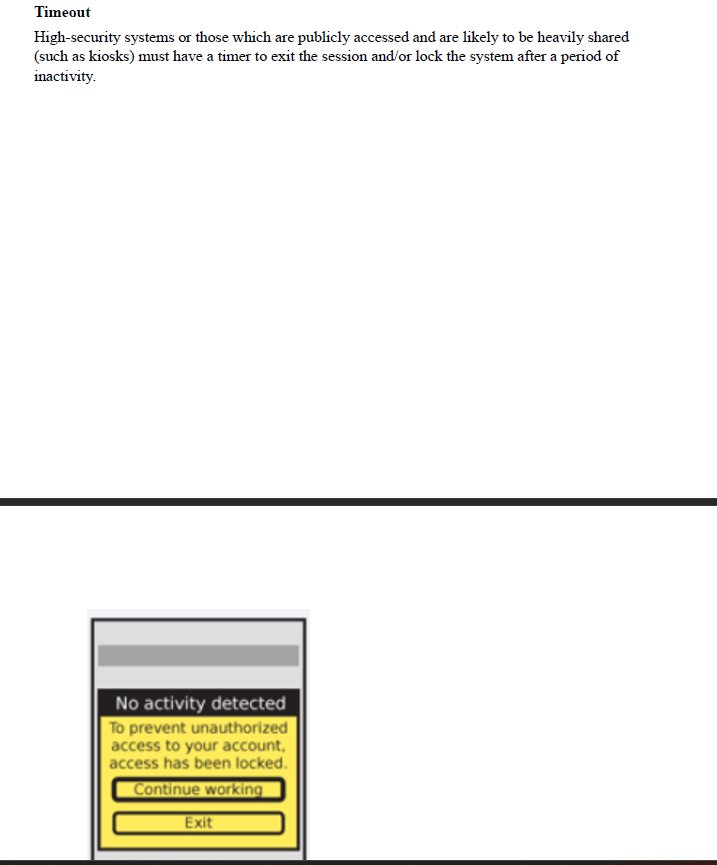 Timeout
High-security systems or those which are publicly accessed and are likely to be heavily shared
(such as kiosks) must have a timer to exit the session and/or lock the system after a period of
inactivity.
No activity detected
To prevent unauthorized
access to your account,
access has been locked.
Continue working
Exit